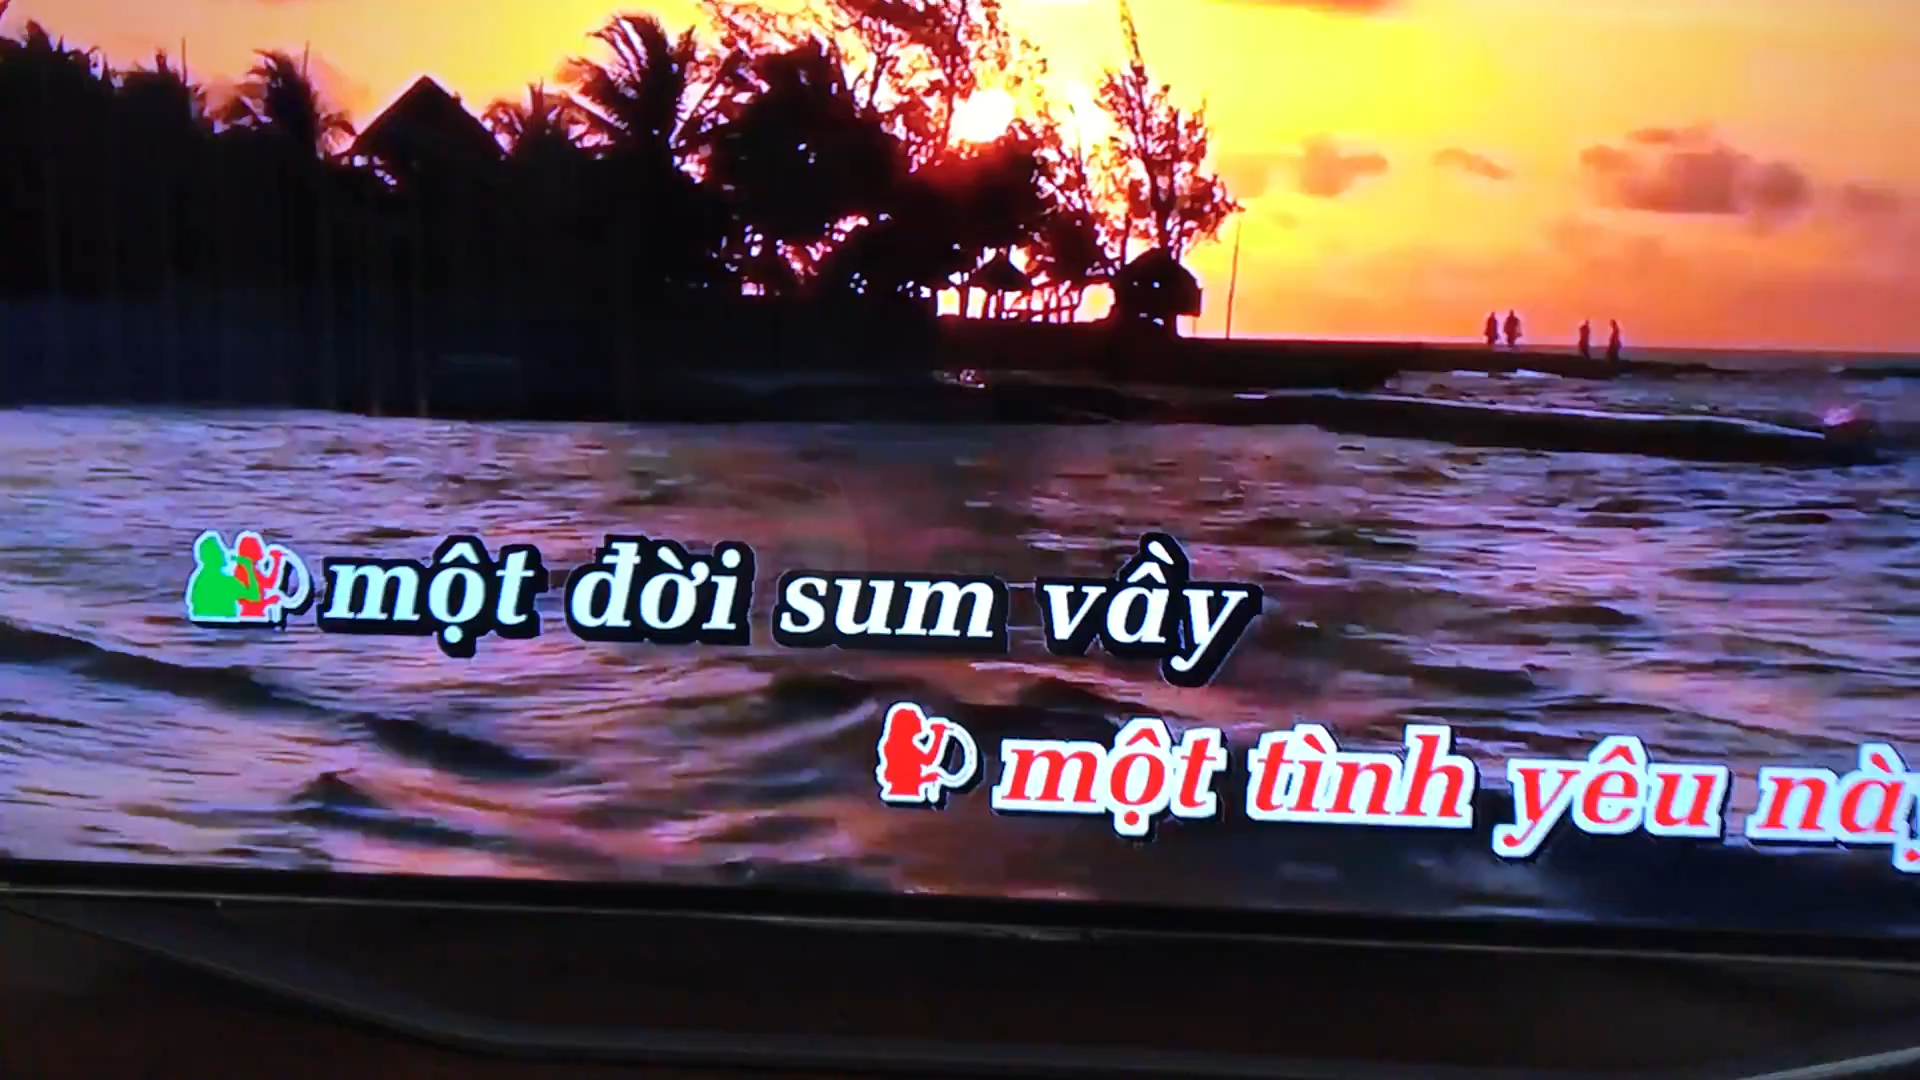 một đời sum vầy
một tình yêu